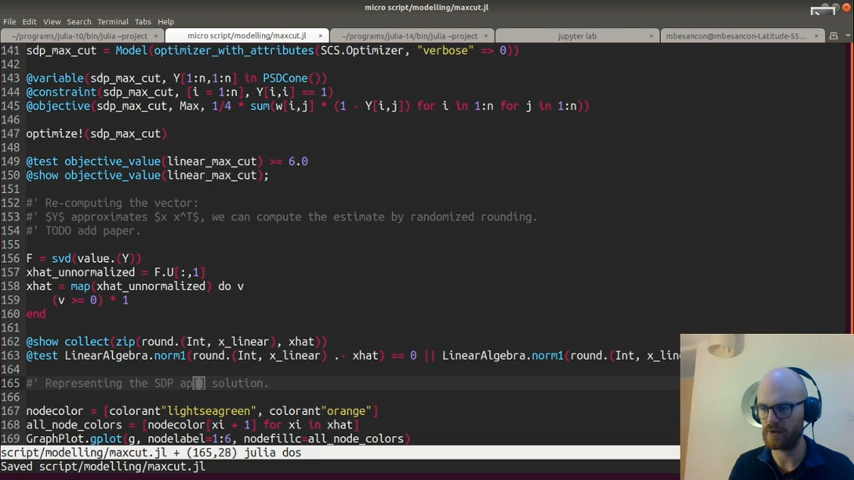 micro script/modelling/maxcut.jl
File Edit View Search Terminal Tabs Help
~/programs/julia-10/bin/julia –project × micro script/modelling/maxcut.jl × ~/programs/julia-14/bin/julia –project × jupyter lab × mbesancon@mbesancon-Latitude-55... ×
141 sdp_max_cut = Model(optimizer_with_attributes(SCS.Optimizer, "verbose" => 0))
142
143 @variable(sdp_max_cut, Y[1:n,1:n] in PSDCone())
144 @constraint(sdp_max_cut, [i = 1:n], Y[i,i] == 1)
145 @objective(sdp_max_cut, Max, 1/4 * sum(w[i,j] * (1 - Y[i,j]) for i in 1:n for j in 1:n))
146
147 optimize!(sdp_max_cut)
148
149 @test objective_value(linear_max_cut) >= 6.0
150 @show objective_value(linear_max_cut);
151
152 #' Re-computing the vector:
153 #' $Y$ approximates $x x^T$, we can compute the estimate by randomized rounding.
154 #' TODO add paper.
155
156 F = svd(value.(Y))
157 xhat_unnormalized = F.U[:,1]
158 xhat = map(xhat_unnormalized) do v
159 (v >= 0) * 1
160 end
161
162 @show collect(zip(round.(Int, x_linear), xhat))
163 @test LinearAlgebra.norm1(round.(Int, x_linear) .- xhat) == 0 || LinearAlgebra.norm1(round.(Int, x_line
164
165 #' Representing the SDP app solution.
166
167 nodecolor = [colorant"lightseagreen", colorant"orange"]
168 all_node_colors = [nodecolor[xi + 1] for xi in xhat]
169 GraphPlot.gplot(g, nodelabel=1:6, nodefillc=all_node_colors)
script/modelling/maxcut.jl + (165,28) julia dos
Saved script/modelling/maxcut.jl